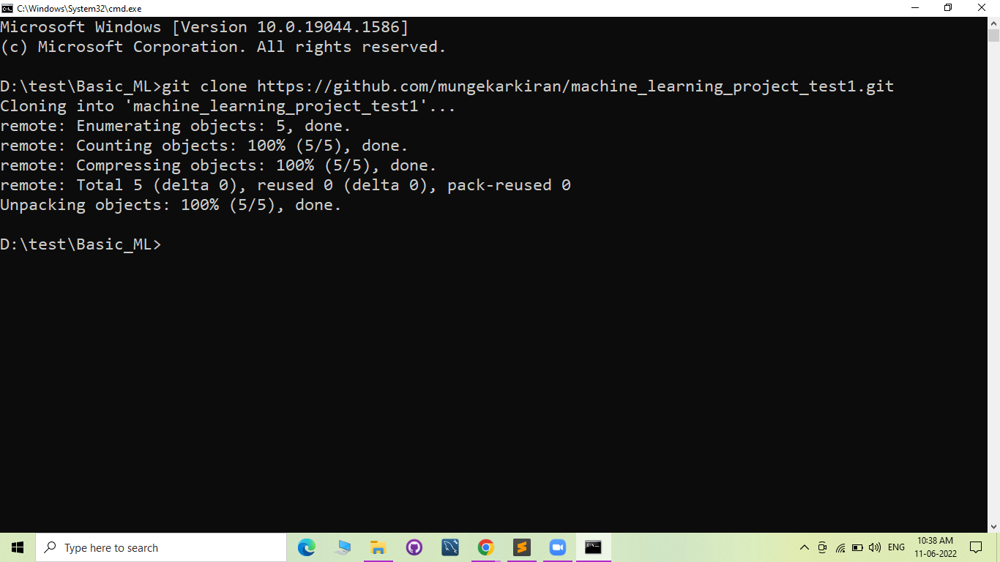 C:\Windows\System32\cmd.exe
Microsoft Windows [Version 10.0.19044.1586]
(c) Microsoft Corporation. All rights reserved.
D:\test\Basic_ML>git clone https://github.com/mungekarkiran/machine_learning_project_test1.git
Cloning into 'machine_learning_project_test1'...
remote: Enumerating objects: 5, done.
remote: Counting objects: 100% (5/5), done.
remote: Compressing objects: 100% (5/5), done.
remote: Total 5 (delta 0), reused 0 (delta 0), pack-reused 0
Unpacking objects: 100% (5/5), done.
D:\test\Basic_ML>
Type here to search
ENG
10:38 AM
11-06-2022